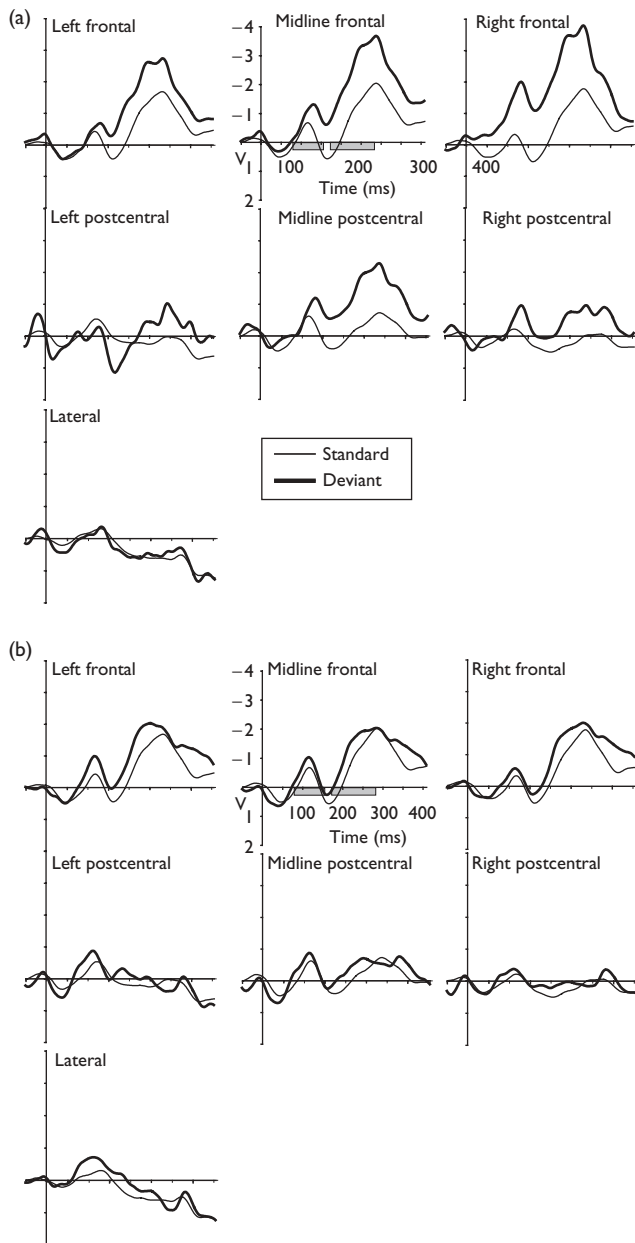 (a)
Left frontal
Midline frontal
Right frontal
−4
−3
−2
−1
V
1
2
100
200
300
400
Time (ms)
Left postcentral
Midline postcentral
Right postcentral
Lateral
Standard
Deviant
(b)
Left frontal
Midline frontal
Right frontal
−4
−3
−2
−1
V
1
2
100
200
300
400
Time (ms)
Left postcentral
Midline postcentral
Right postcentral
Lateral